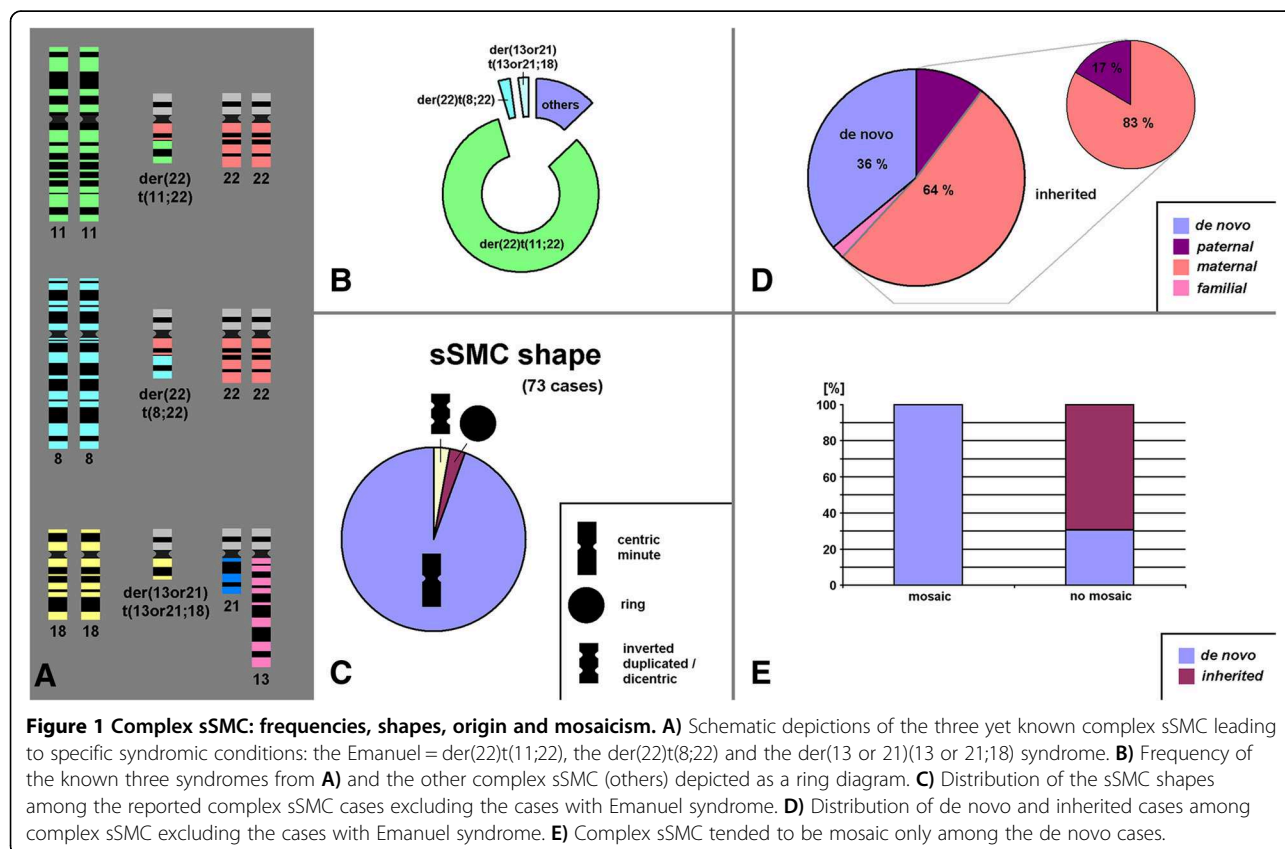 11 11
der(22)
t(11;22)
22 22
8 8
der(22)
t(8;22)
22 22
18 18
der(13or21)
t(13or21;18)
21
13
A
der(13or21)
t(13or21;18)
der(22)t(8;22)
others
der(22)t(11;22)
B
sSMC shape
(73 cases)
centric
minute
ring
inverted
duplicated /
dicentric
C
17 %
83 %
de novo
36 %
64 %
inherited
de novo
paternal
maternal
familial
D
[%]
100
80
60
40
20
0
mosaic
no mosaic
de novo
inherited
E
Figure 1 Complex sSMC: frequencies, shapes, origin and mosaicism. A) Schematic depictions of the three yet known complex sSMC leading
to specific syndromic conditions: the Emanuel = der(22)t(11;22), the der(22)t(8;22) and the der(13 or 21)(13 or 21;18) syndrome. B) Frequency of
the known three syndromes from A) and the other complex sSMC (others) depicted as a ring diagram. C) Distribution of the sSMC shapes
among the reported complex sSMC cases excluding the cases with Emanuel syndrome. D) Distribution of de novo and inherited cases among
complex sSMC excluding the cases with Emanuel syndrome. E) Complex sSMC tended to be mosaic only among the de novo cases.